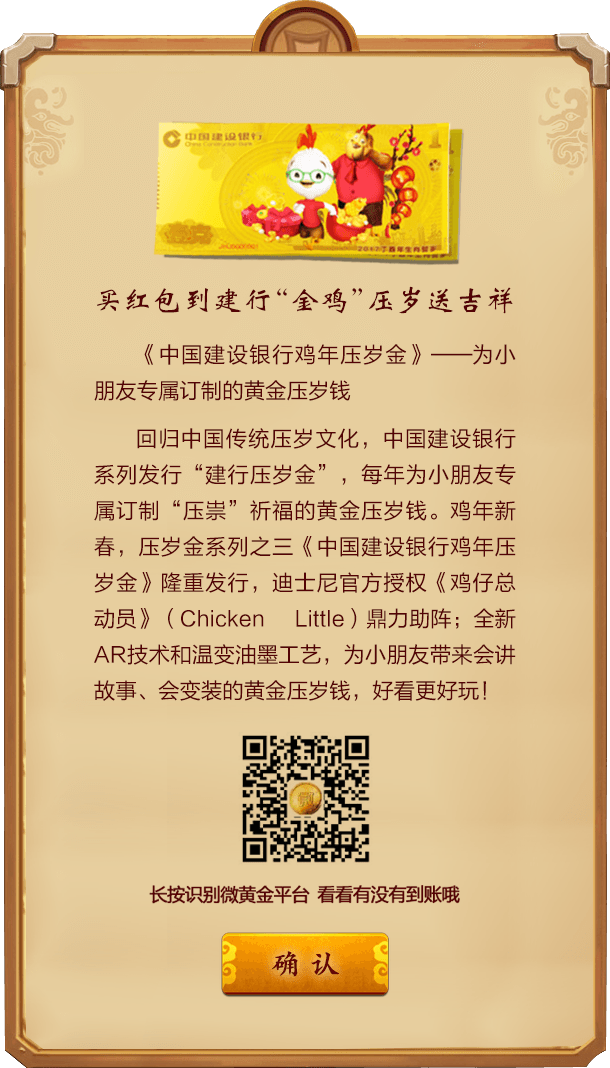 中国建设银行
China Construction Bank
2017丁酉年生肖贺岁
买红包到建行“金鸡”压岁送吉祥
《中国建设银行鸡年压岁金》——为小
朋友专属订制的黄金压岁钱
回归中国传统压岁文化，中国建设银行
系列发行“建行压岁金”，每年为小朋友专
属订制“压祟”祈福的黄金压岁钱。鸡年新
春，压岁金系列之三《中国建设银行鸡年压
岁金》隆重发行，迪士尼官方授权《鸡仔总
动员》（Chicken Little）鼎力助阵；全新
AR技术和温变油墨工艺，为小朋友带来会讲
故事、会变装的黄金压岁钱，好看更好玩！
长按识别微黄金平台 看看有没有到账哦
确认